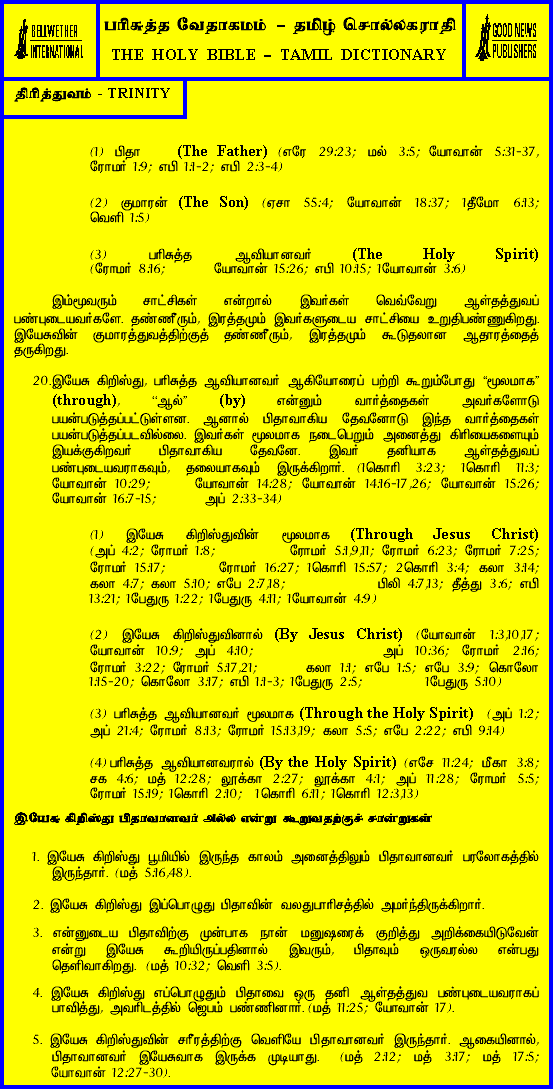 BELLWETHER
INTERNATIONAL
பரிசுத்த வேதாகமம் – தமிழ் சொல்லகராதி
THE HOLY BIBLE – TAMIL DICTIONARY
GOOD NEWS
PUBLISHERS
திரித்துவம் - TRINITY
(1) பிதா (The Father) (எரே 29:23; மல் 3:5; யோவான் 5:31-37,
ரோமர் 1:9; எபி 1:1-2; எபி 2:3-4)
(2) குமாரன் (The Son) (ஏசா 55:4; யோவான் 18:37; 1தீமோ 6:13;
வெளி 1:5)
(3) பரிசுத்த ஆவியானவர் (The Holy Spirit)
(ரோமர் 8:16; யோவான் 15:26; எபி 10:15; 1யோவான் 3:6)
இம்மூவரும் சாட்சிகள் என்றால் இவர்கள் வெவ்வேறு ஆள்தத்துவப்
பண்புடையவர்களே. தண்ணீரும், இரத்தமும் இவர்களுடைய சாட்சியை உறுதிபண்ணுகிறது.
இயேசுவின் குமாரத்துவத்திற்குத் தண்ணீரும், இரத்தமும் கூடுதலான ஆதாரத்தைத்
தருகிறது.
20.இயேசு கிறிஸ்து, பரிசுத்த ஆவியானவர் ஆகியோரைப் பற்றி கூறும்போது “மூலமாக”
(through), “ஆல்” (by) என்னும் வார்த்தைகள் அவர்களோடு
பயன்படுத்தப்பட்டுள்ளன. ஆனால் பிதாவாகிய தேவனோடு இந்த வார்த்தைகள்
பயன்படுத்தப்படவில்லை. இவர்கள் மூலமாக நடைபெறும் அனைத்து கிரியைகளையும்
இயக்குகிறவர் பிதாவாகிய தேவனே. இவர் தனியாக ஆள்தத்துவப்
பண்புடையவராகவும், தலையாகவும் இருக்கிறார். (1கொரி 3:23; 1கொரி 11:3;
யோவான் 10:29; யோவான் 14:28; யோவான் 14:16-17,26; யோவான் 15:26;
யோவான் 16:7-15; அப் 2:33-34)
(1) இயேசு கிறிஸ்துவின் மூலமாக (Through Jesus Christ)
(அப் 4:2; ரோமர் 1:8; ரோமர் 5:1,9,11; ரோமர் 6:23; ரோமர் 7:25;
ரோமர் 15:17; ரோமர் 16:27; 1கொரி 15:57; 2கொரி 3:4; கலா 3:14;
கலா 4:7; கலா 5:10; எபே 2:7,18; பிலி 4:7,13; தீத்து 3:6; எபி
13:21; 1பேதுரு 1:22; 1பேதுரு 4:11; 1யோவான் 4:9)
(2) இயேசு கிறிஸ்துவினால் (By Jesus Christ) (யோவான் 1:3,10,17;
யோவான் 10:9; அப் 4:10; அப் 10:36; ரோமர் 2:16;
ரோமர் 3:22; ரோமர் 5:17,21; கலா 1:1; எபே 1:5; எபே 3:9; கொலோ
1:15-20; கொலோ 3:17; எபி 1:1-3; 1பேதுரு 2:5; 1பேதுரு 5:10)
(3) பரிசுத்த ஆவியானவர் மூலமாக (Through the Holy Spirit) (அப் 1:2;
அப் 21:4; ரோமர் 8:13; ரோமர் 15:13,19; கலா 5:5; எபே 2:22; எபி 9:14)
(4) பரிசுத்த ஆவியானவரால் (By the Holy Spirit) (எசே 11:24; மீகா 3:8;
சக 4:6; மத் 12:28; லூக்கா 2:27; லூக்கா 4:1; அப் 11:28; ரோமர் 5:5;
ரோமர் 15:19; 1கொரி 2:10; 1கொரி 6:11; 1கொரி 12:3,13)
இயேசு கிறிஸ்து பிதாவானவர் அல்ல என்று கூறுவதற்குச் சான்றுகள்
1. இயேசு கிறிஸ்து பூமியில் இருந்த காலம் அனைத்திலும் பிதாவானவர் பரலோகத்தில்
இருந்தார். (மத் 5:16,48).
2. இயேசு கிறிஸ்து இப்பொழுது பிதாவின் வலதுபாரிசத்தில் அமர்ந்திருக்கிறார்.
3. என்னுடைய பிதாவிற்கு முன்பாக நான் மனுஷரைக் குறித்து அறிக்கையிடுவேன்
என்று இயேசு கூறியிருப்பதினால் இவரும், பிதாவும் ஒருவரல்ல என்பது
தெளிவாகிறது. (மத் 10:32; வெளி 3:5).
4. இயேசு கிறிஸ்து எப்பொழுதும் பிதாவை ஒரு தனி ஆள்தத்துவ பண்புடையவராகப்
பாவித்து, அவரிடத்தில் ஜெபம் பண்ணினார். (மத் 11:25; யோவான் 17).
5. இயேசு கிறிஸ்துவின் சரீரத்திற்கு வெளியே பிதாவானவர் இருந்தார். ஆகையினால்,
பிதாவானவர் இயேசுவாக இருக்க முடியாது. (மத் 2:12; மத் 3:17; மத் 17:5;
யோவான் 12:27-30).